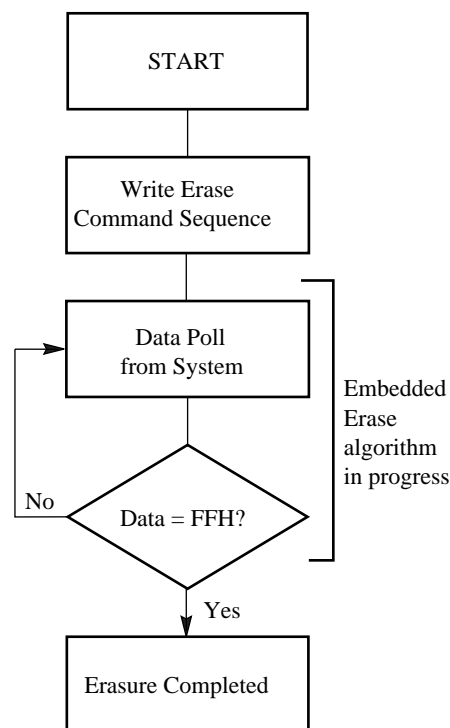 START
Write Erase
Command Sequence
Data Poll
from System
Embedded
Erase
algorithm
in progress
No
Data = FFH?
Yes
Erasure Completed